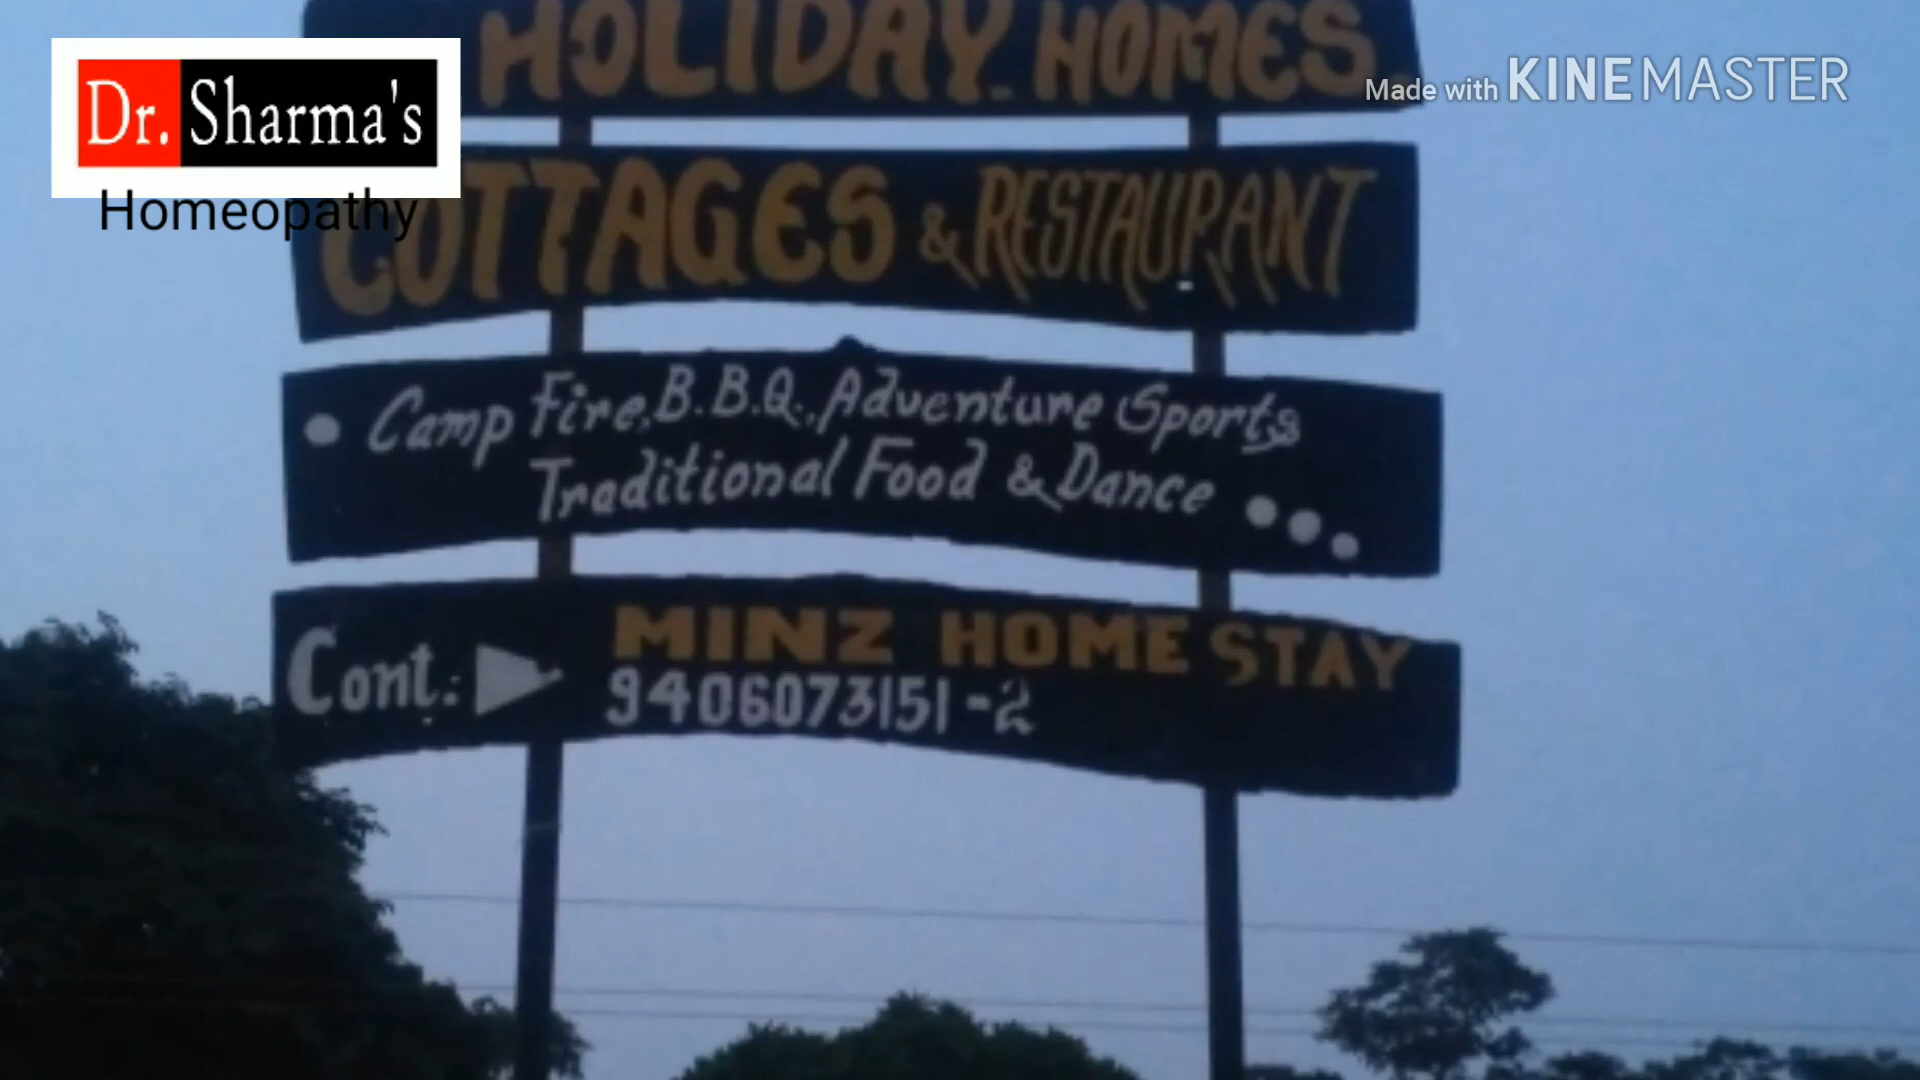 HOLIDAY HOMES
Dr. Sharma's
Homeopathy
Made with KINEMASTER
COTTAGES & RESTAURANT
• Camp Fire, B.B.Q., Adventure Sports
Traditional Food & Dance ...
Cont.: MINZ HOME STAY
9406073151-2